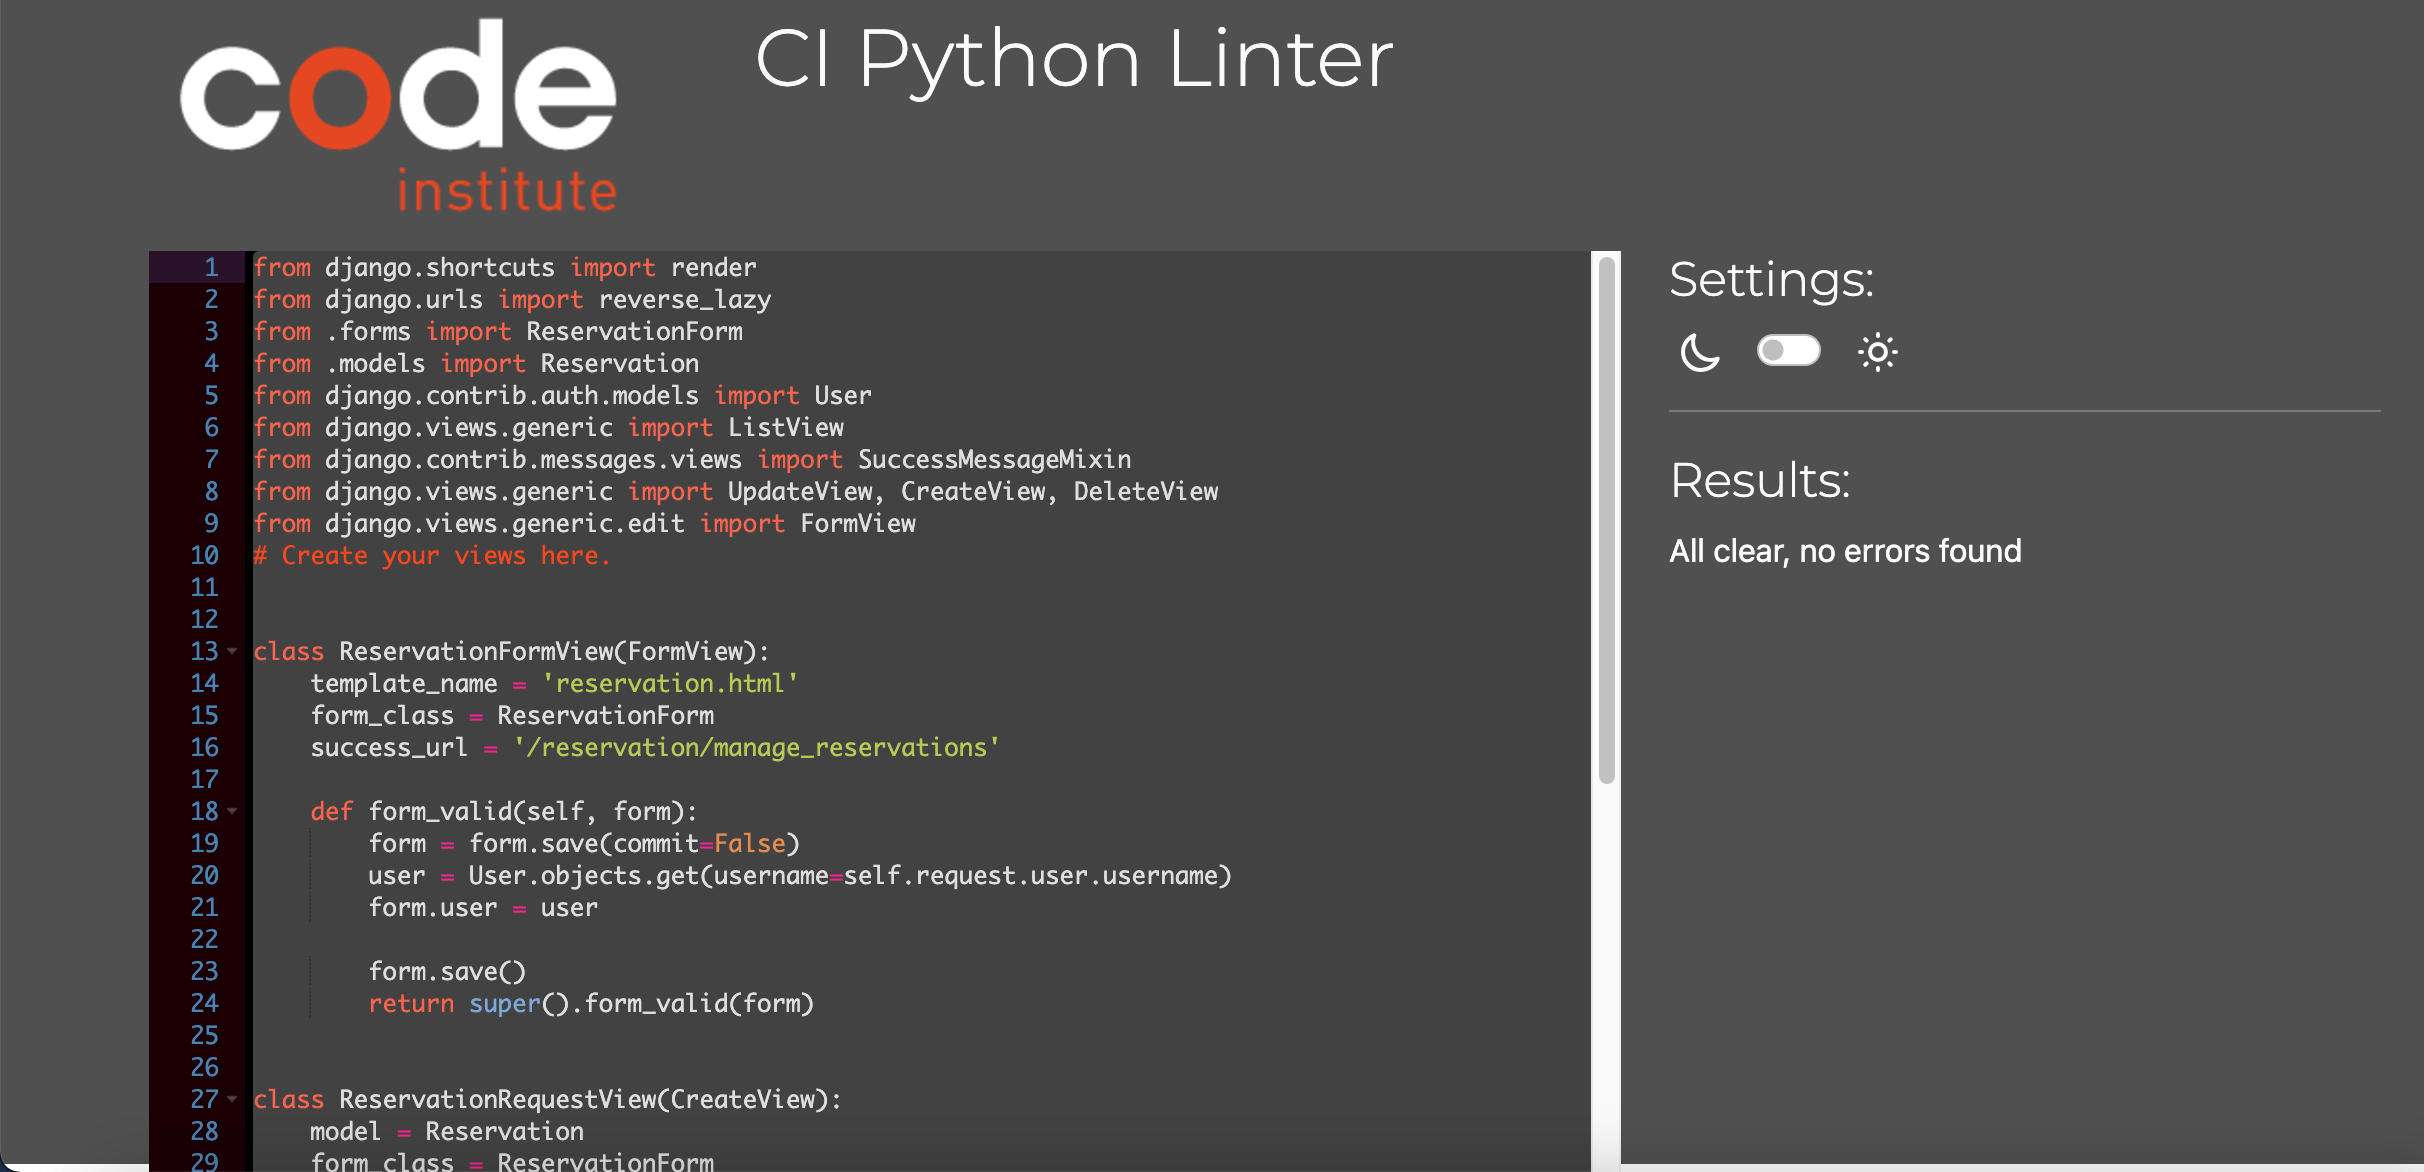 code
institute
CI Python Linter
1 from django.shortcuts import render
2 from django.urls import reverse_lazy
3 from .forms import ReservationForm
4 from .models import Reservation
5 from django.contrib.auth.models import User
6 from django.views.generic import ListView
7 from django.contrib.messages.views import SuccessMessageMixin
8 from django.views.generic import UpdateView, CreateView, DeleteView
9 from django.views.generic.edit import FormView
10 # Create your views here.
11
12
13 class ReservationFormView(FormView):
14     template_name = 'reservation.html'
15     form_class = ReservationForm
16     success_url = '/reservation/manage_reservations'
17
18     def form_valid(self, form):
19         form = form.save(commit=False)
20         user = User.objects.get(username=self.request.user.username)
21         form.user = user
22
23         form.save()
24         return super().form_valid(form)
25
26
27 class ReservationRequestView(CreateView):
28     model = Reservation
29     form_class = ReservationForm
Settings:
Results:
All clear, no errors found